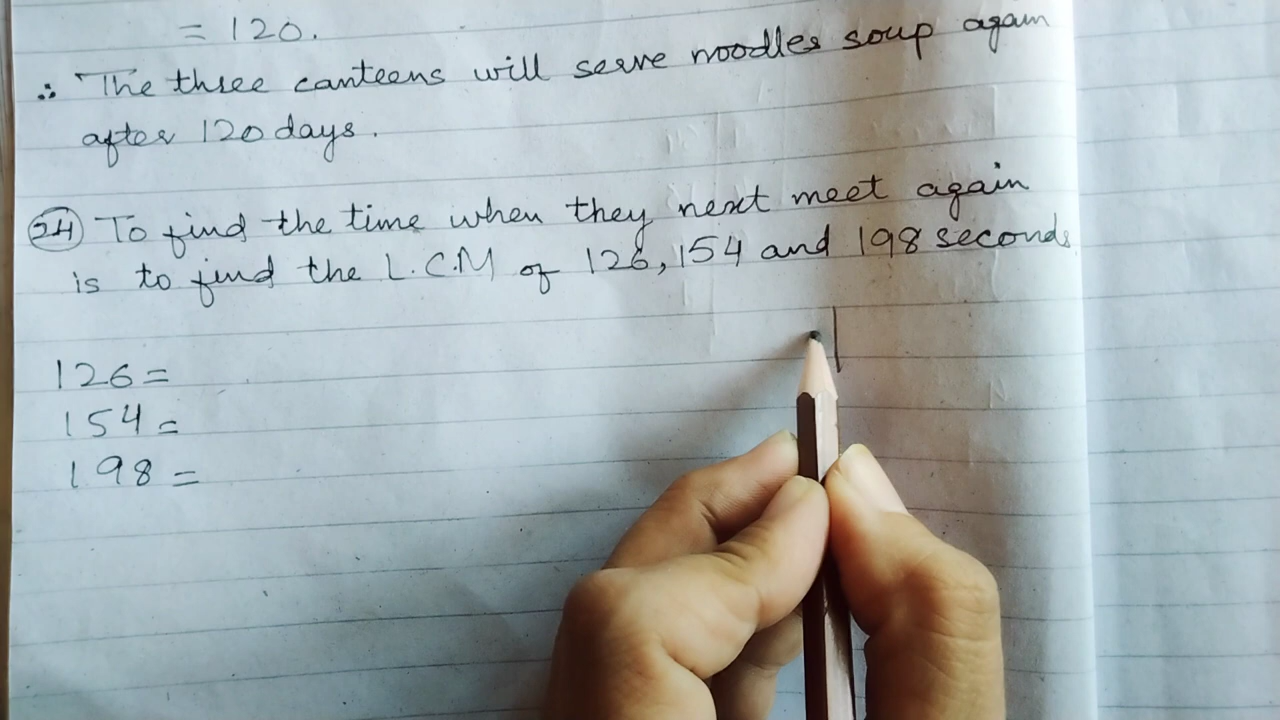 = 120.
∴ The three canteens will serve noodles soup again
after 120 days.
24 To find the time when they next meet again
is to find the L.C.M of 126, 154 and 198 seconds
126 =
154 =
198 =